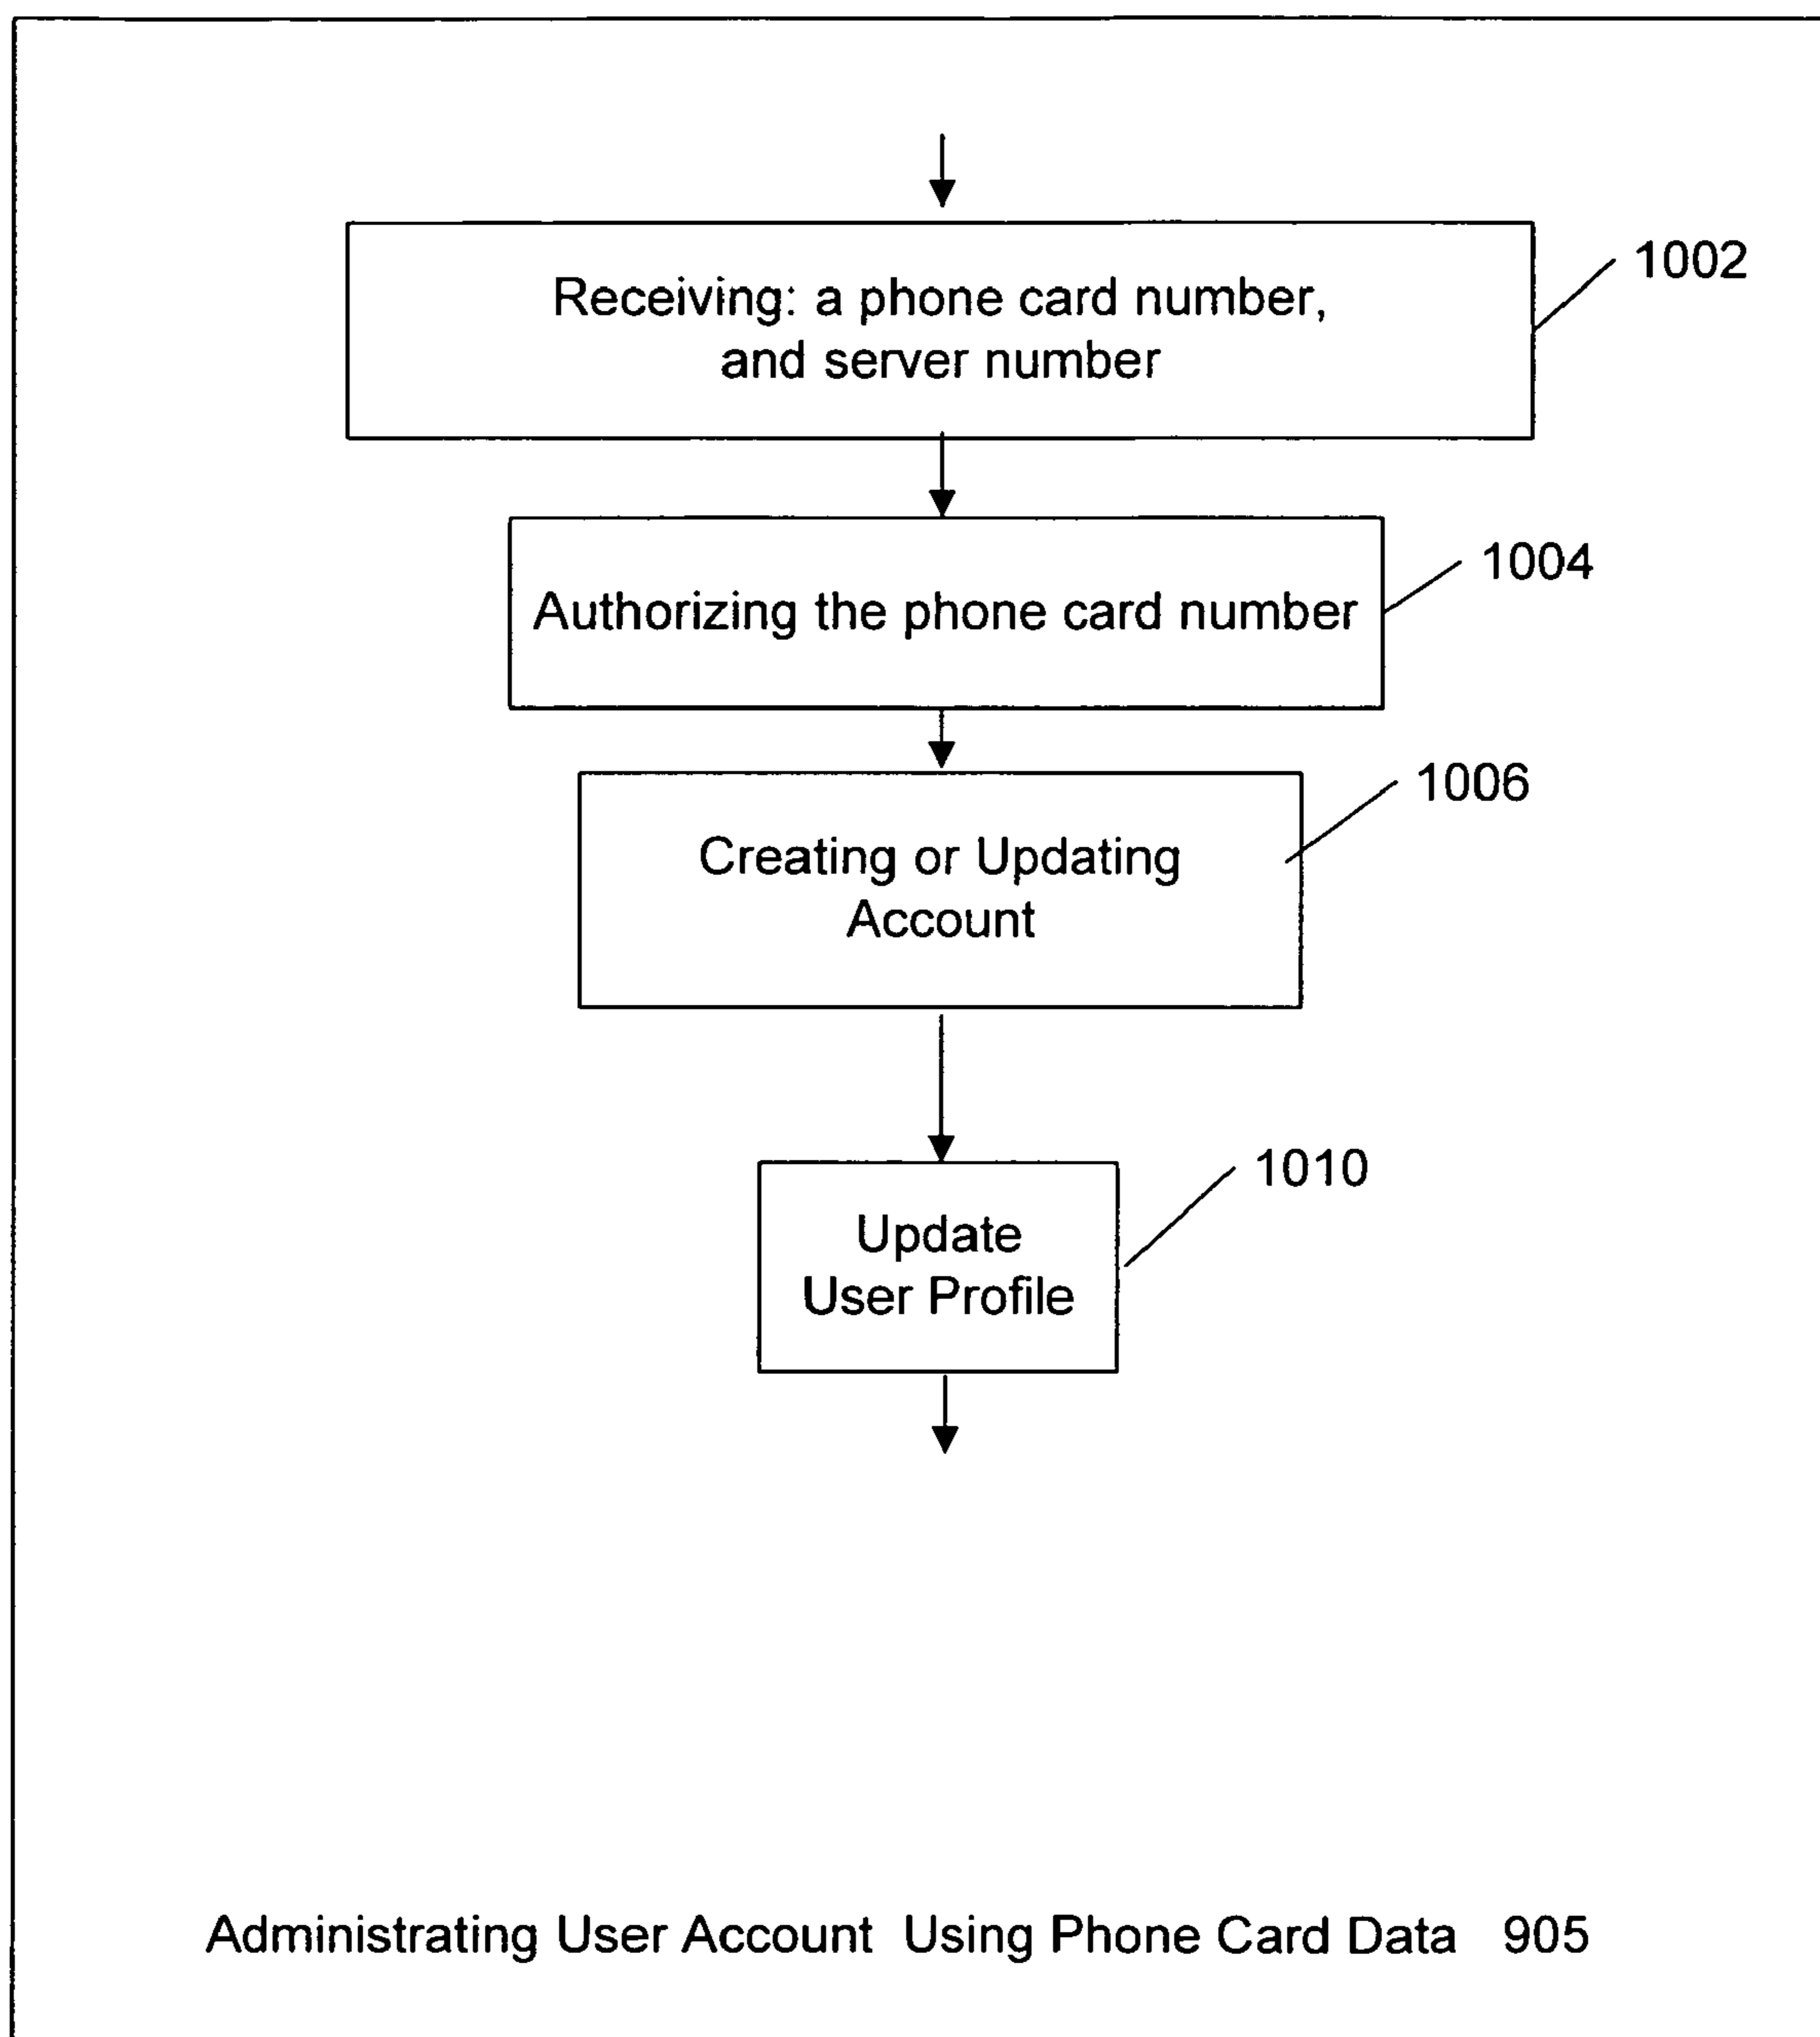 Receiving: a phone card number,
and server number
1002
Authorizing the phone card number
1004
Creating or Updating
Account
1006
Update
User Profile
1010
Administrating User Account Using Phone Card Data 905